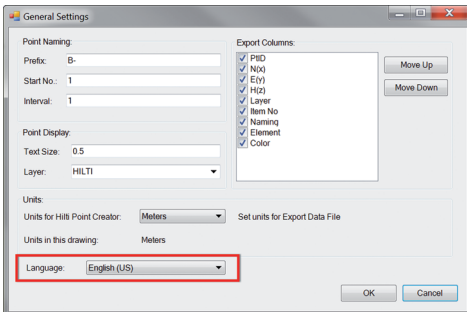 General Settings
Point Naming:
Prefix: B-
Start No.: 1
Interval: 1
Point Display:
Text Size: 0.5
Layer: HILTI
Export Columns:
PtID
N(x)
E(y)
H(z)
Layer
Item No
Naming
Element
Color
Move Up
Move Down
Units:
Units for Hilti Point Creator: Meters Set units for Export Data File
Units in this drawing: Meters
Language: English (US)
OK Cancel